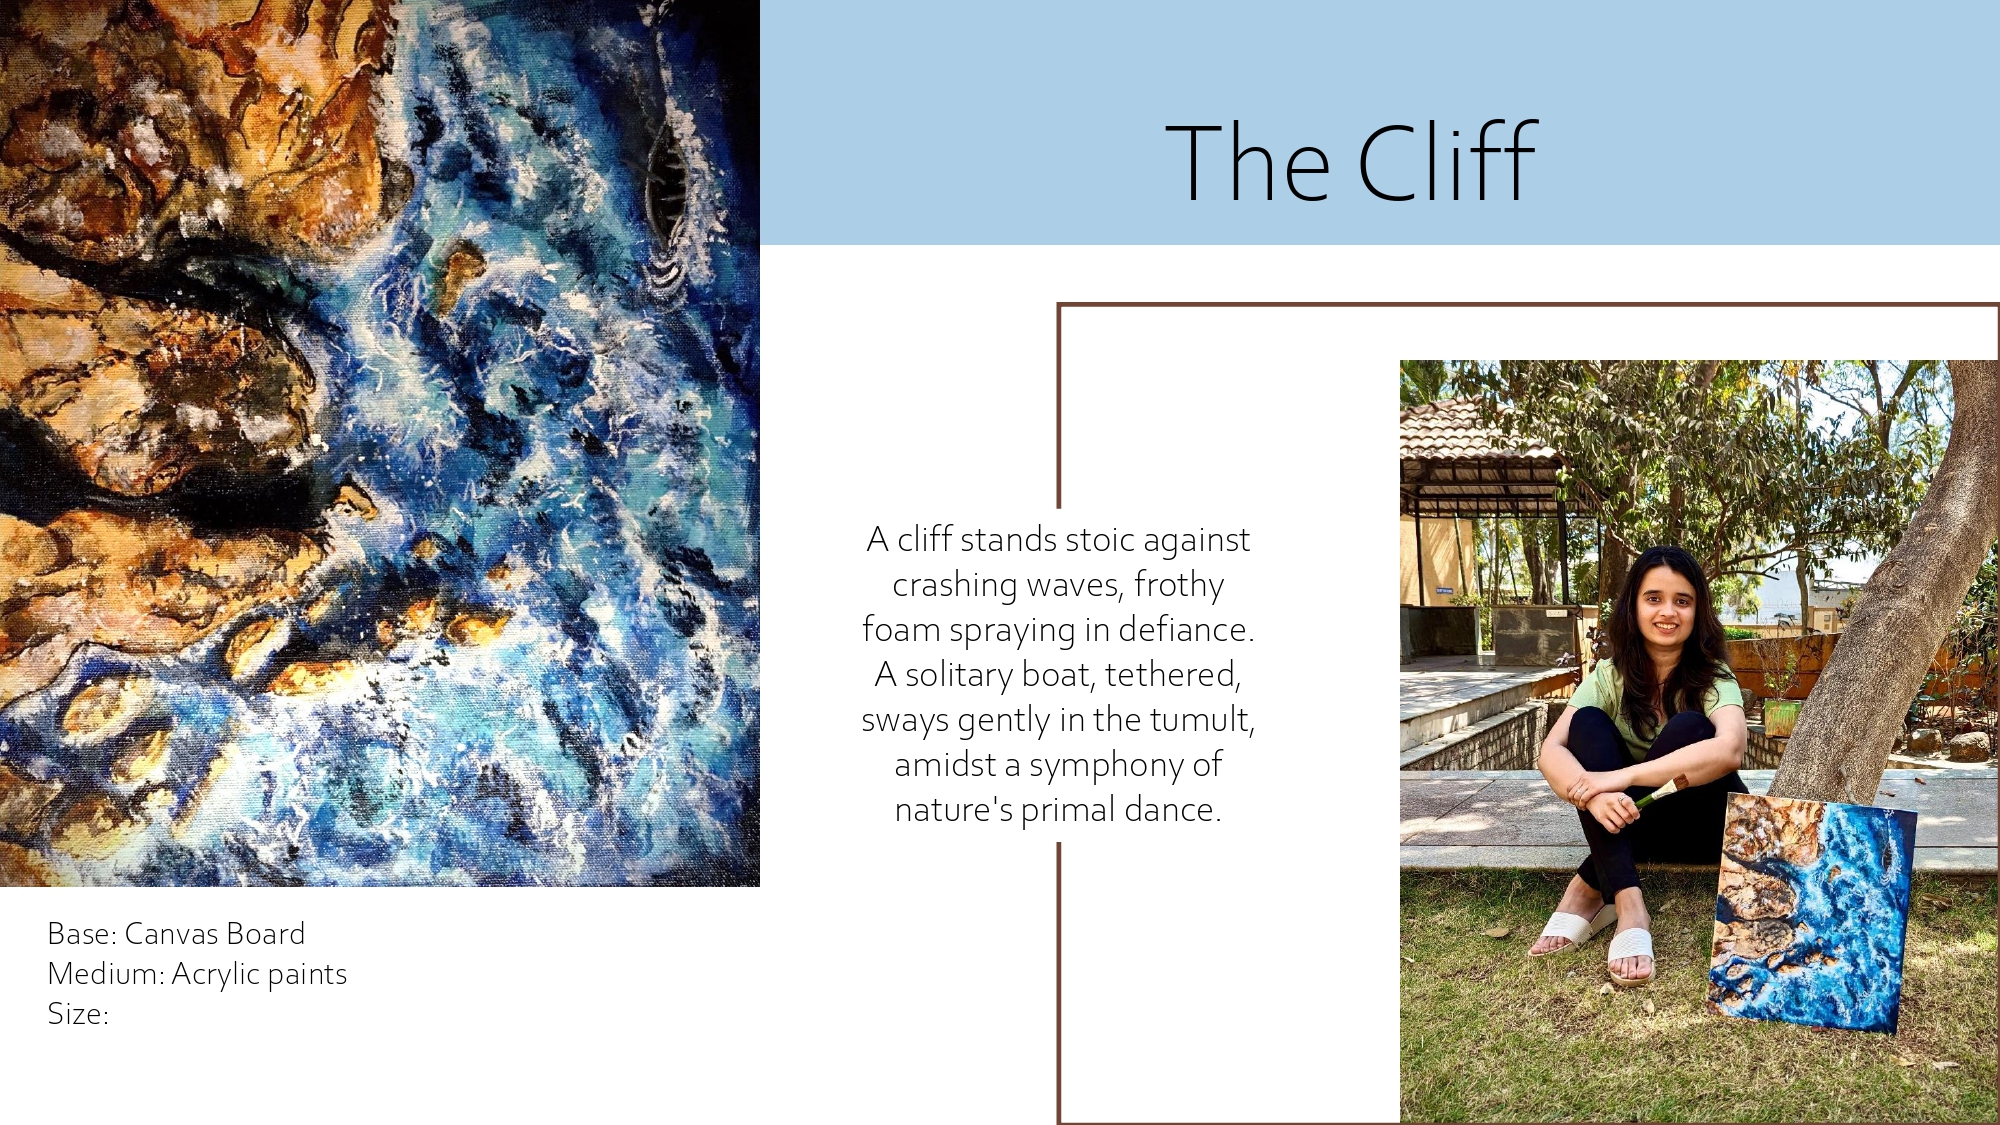 The Cliff
A cliff stands stoic against
crashing waves, frothy
foam spraying in defiance.
A solitary boat, tethered,
sways gently in the tumult,
amidst a symphony of
nature's primal dance.
Base: Canvas Board
Medium: Acrylic paints
Size: